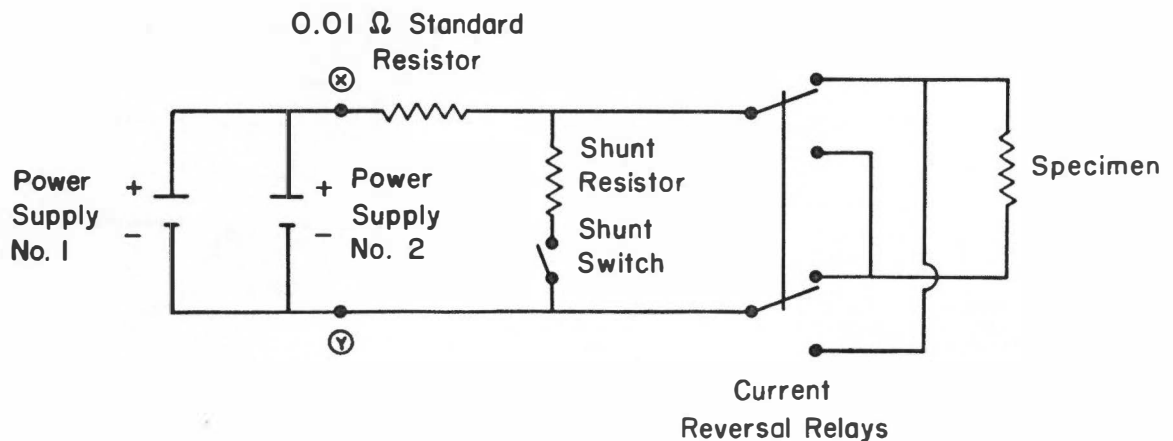 0.01 Ω Standard
Resistor
X
Power
Supply
No. 1
+
−
+
−
Power
Supply
No. 2
Shunt
Resistor
Shunt
Switch
Specimen
Y
Current
Reversal Relays